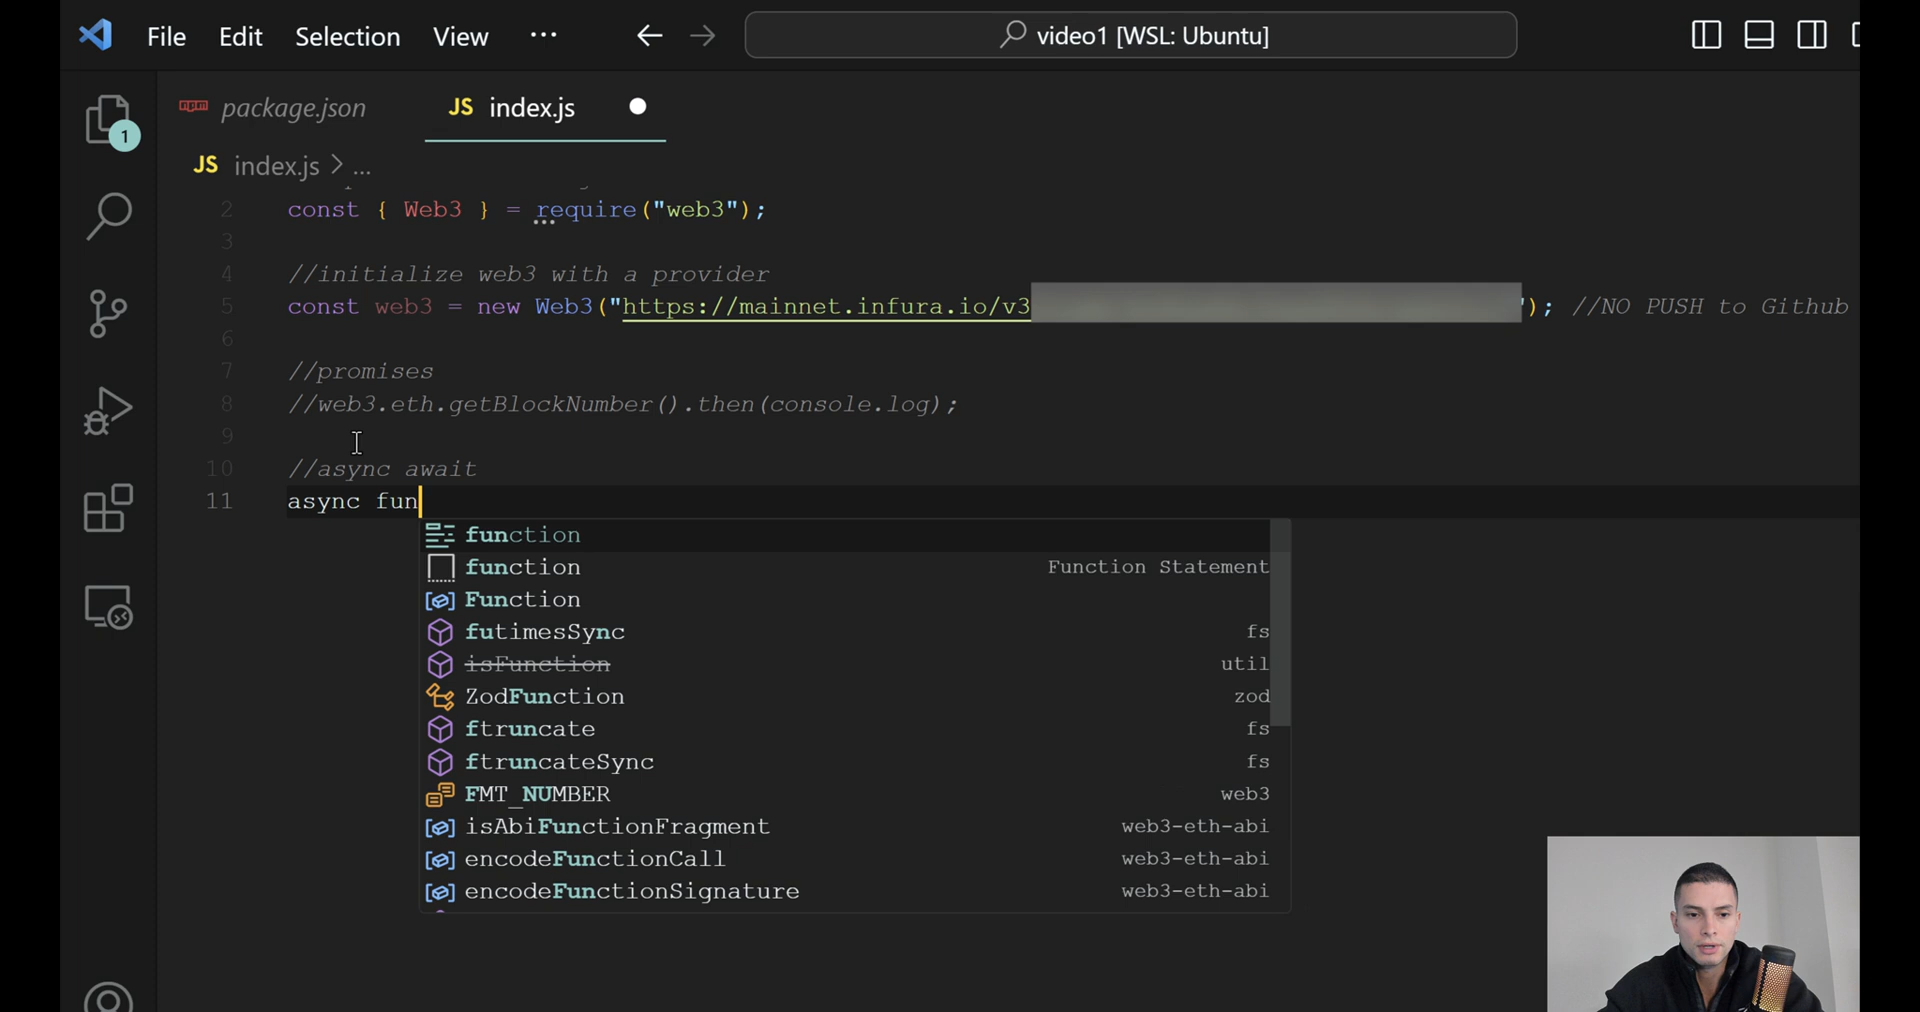 File Edit Selection View ··· video1 [WSL: Ubuntu]
package.json JS index.js
1
JS index.js > ...
2 const { Web3 } = require("web3");
3
4 //initialize web3 with a provider
5 const web3 = new Web3("https://mainnet.infura.io/v3 "); //NO PUSH to Github
6
7 //promises
8 //web3.eth.getBlockNumber().then(console.log);
9
10 //async await
11 async fun
function
function Function Statement
Function
futimesSync fs
isFunction util
ZodFunction zod
ftruncate fs
ftruncateSync fs
FMT_NUMBER web3
isAbiFunctionFragment web3-eth-abi
encodeFunctionCall web3-eth-abi
encodeFunctionSignature web3-eth-abi